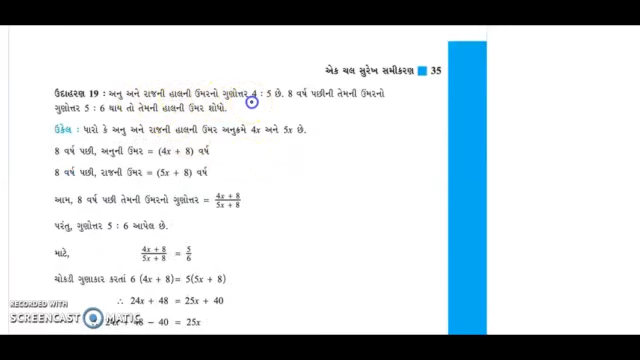 એક ચલ સુરેખ સમીકરણ 35
ઉદાહરણ 19 : અનુ અને રાજની હાલની ઉંમરનો ગુણોત્તર 4 : 5 છે. 8 વર્ષ પછીની તેમની ઉંમરનો
ગુણોત્તર 5 : 6 થાય તો તેમની હાલની ઉંમર શોધો.
ઉકેલ : ધારો કે અનુ અને રાજની હાલની ઉંમર અનુક્રમે 4x અને 5x છે.
8 વર્ષ પછી, અનુની ઉંમર = (4x + 8) વર્ષ
8 વર્ષ પછી, રાજની ઉંમર = (5x + 8) વર્ષ
આમ, 8 વર્ષ પછી તેમની ઉંમરનો ગુણોત્તર = (4x + 8)/(5x + 8)
પરંતુ, ગુણોત્તર 5 : 6 આપેલ છે.
માટે, (4x + 8)/(5x + 8) = 5/6
ચોકડી ગુણાકાર કરતાં 6 (4x + 8) = 5(5x + 8)
∴ 24x + 48 = 25x + 40
24x + 48 − 40 = 25x
RECORDED WITH
SCREENCAST MATIC